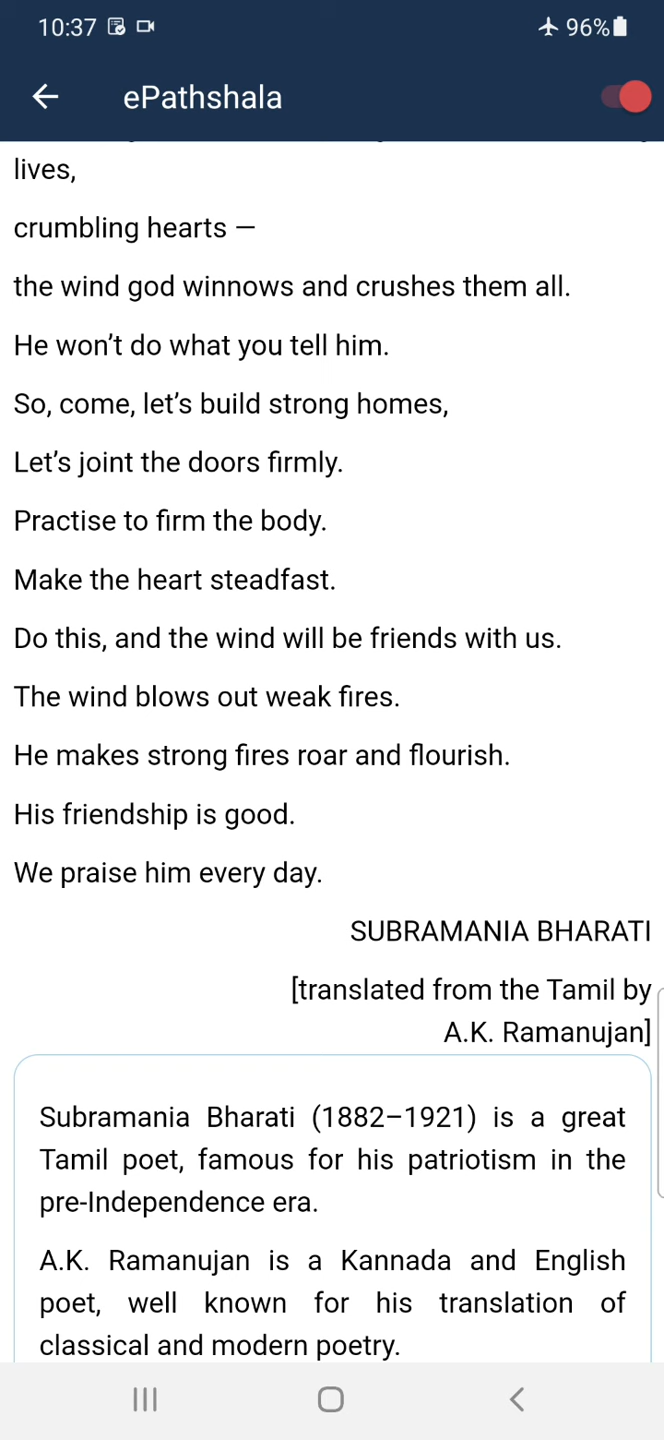 10:37 96%
ePathshala
lives,
crumbling hearts —
the wind god winnows and crushes them all.
He won’t do what you tell him.
So, come, let’s build strong homes,
Let’s joint the doors firmly.
Practise to firm the body.
Make the heart steadfast.
Do this, and the wind will be friends with us.
The wind blows out weak fires.
He makes strong fires roar and flourish.
His friendship is good.
We praise him every day.
SUBRAMANIA BHARATI
[translated from the Tamil by
A.K. Ramanujan]
Subramania Bharati (1882–1921) is a great
Tamil poet, famous for his patriotism in the
pre-Independence era.
A.K. Ramanujan is a Kannada and English
poet, well known for his translation of
classical and modern poetry.